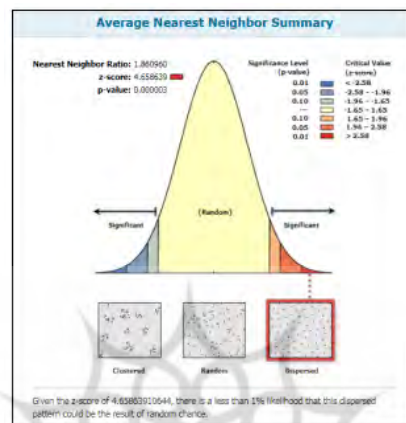 Average Nearest Neighbor Summary
Nearest Neighbor Ratio: 1.860960
z-score: 4.658639
p-value: 0.000003
Significance Level (p-value) Critical Value (z-score)
0.01 < -2.58
0.05 -2.58 - -1.96
0.10 -1.96 - -1.65
--- -1.65 - 1.65
0.10 1.65 - 1.96
0.05 1.96 - 2.58
0.01 > 2.58
(Random)
Significant Significant
Clustered Random Dispersed
Given the z-score of 4.65863910644, there is a less than 1% likelihood that this dispersed
pattern could be the result of random chance.